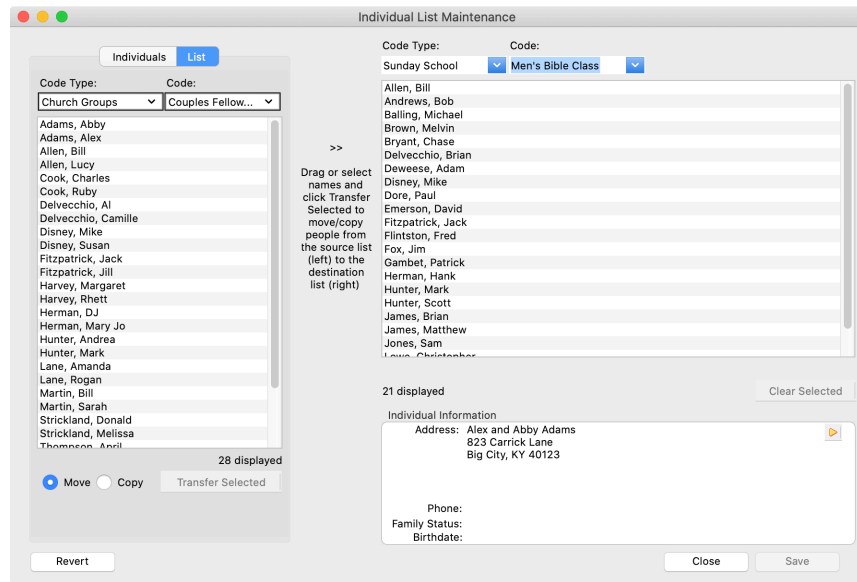 Individual List Maintenance
Individuals List
Code Type: Code:
Church Groups Couples Fellow...
Adams, Abby
Adams, Alex
Allen, Bill
Allen, Lucy
Cook, Charles
Cook, Ruby
Delvecchio, Al
Delvecchio, Camille
Disney, Mike
Disney, Susan
Fitzpatrick, Jack
Fitzpatrick, Jill
Harvey, Margaret
Harvey, Rhett
Herman, DJ
Herman, Mary Jo
Hunter, Andrea
Hunter, Mark
Lane, Amanda
Lane, Rogan
Martin, Bill
Martin, Sarah
Strickland, Donald
Strickland, Melissa
Thompson, April
28 displayed
Move Copy Transfer Selected
>>
Drag or select
names and
click Transfer
Selected to
move/copy
people from
the source list
(left) to the
destination
list (right)
Code Type: Code:
Sunday School Men's Bible Class
Allen, Bill
Andrews, Bob
Balling, Michael
Brown, Melvin
Bryant, Chase
Delvecchio, Brian
Deweese, Adam
Disney, Mike
Dore, Paul
Emerson, David
Fitzpatrick, Jack
Flintston, Fred
Fox, Jim
Gambet, Patrick
Herman, Hank
Hunter, Mark
Hunter, Scott
James, Brian
James, Matthew
Jones, Sam
Lowe, Christopher
21 displayed
Clear Selected
Individual Information
Address: Alex and Abby Adams
823 Carrick Lane
Big City, KY 40123
Phone:
Family Status:
Birthdate:
Revert
Close
Save